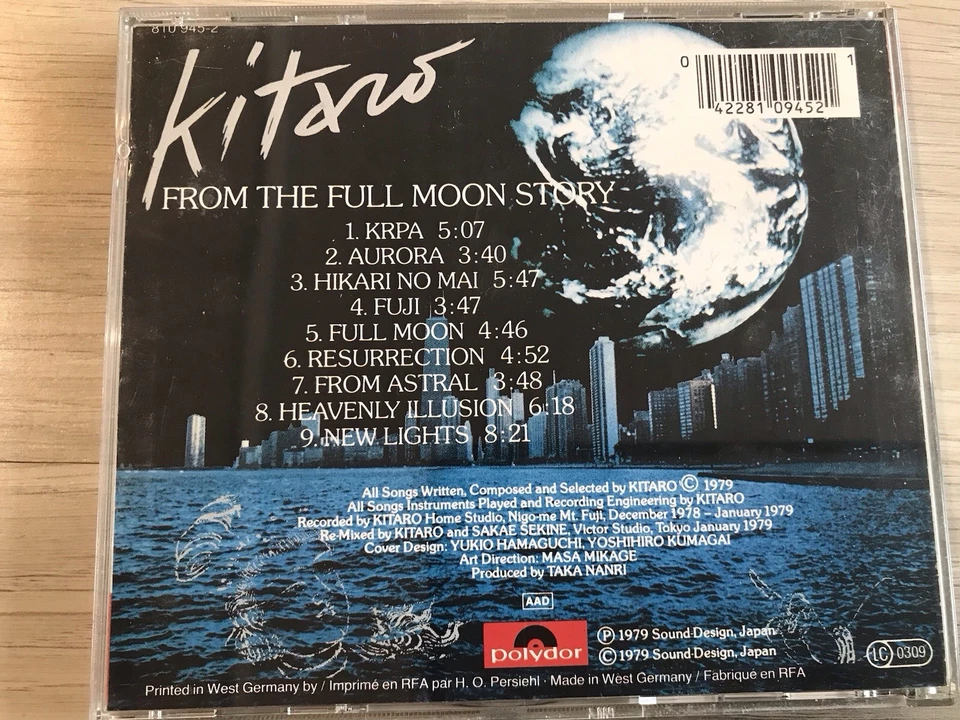 810 945-2
kitaro
0 42281 09452 1
FROM THE FULL MOON STORY
1. KRPA 5:07
2. AURORA 3:40
3. HIKARI NO MAI 5:47
4. FUJI 3:47
5. FULL MOON 4:46
6. RESURRECTION 4:52
7. FROM ASTRAL 3:48
8. HEAVENLY ILLUSION 6:18
9. NEW LIGHTS 8:21
All Songs Written, Composed and Selected by KITARO © 1979
All Songs Instruments Played and Recording Engineering by KITARO
Recorded by KITARO Home Studio, Nigo-me Mt. Fuji, December 1978 – January 1979
Re-Mixed by KITARO and SAKAE SEKINE, Victor Studio, Tokyo January 1979
Cover Design: YUKIO HAMAGUCHI, YOSHIHIRO KUMAGAI
Art Direction: MASA MIKAGE
Produced by TAKA NANRI
AAD
polydor
Ⓟ 1979 Sound-Design, Japan
© 1979 Sound-Design, Japan
LC 0309
Printed in West Germany by / Imprimé en RFA par H. O. Persiehl · Made in West Germany / Fabriqué en RFA